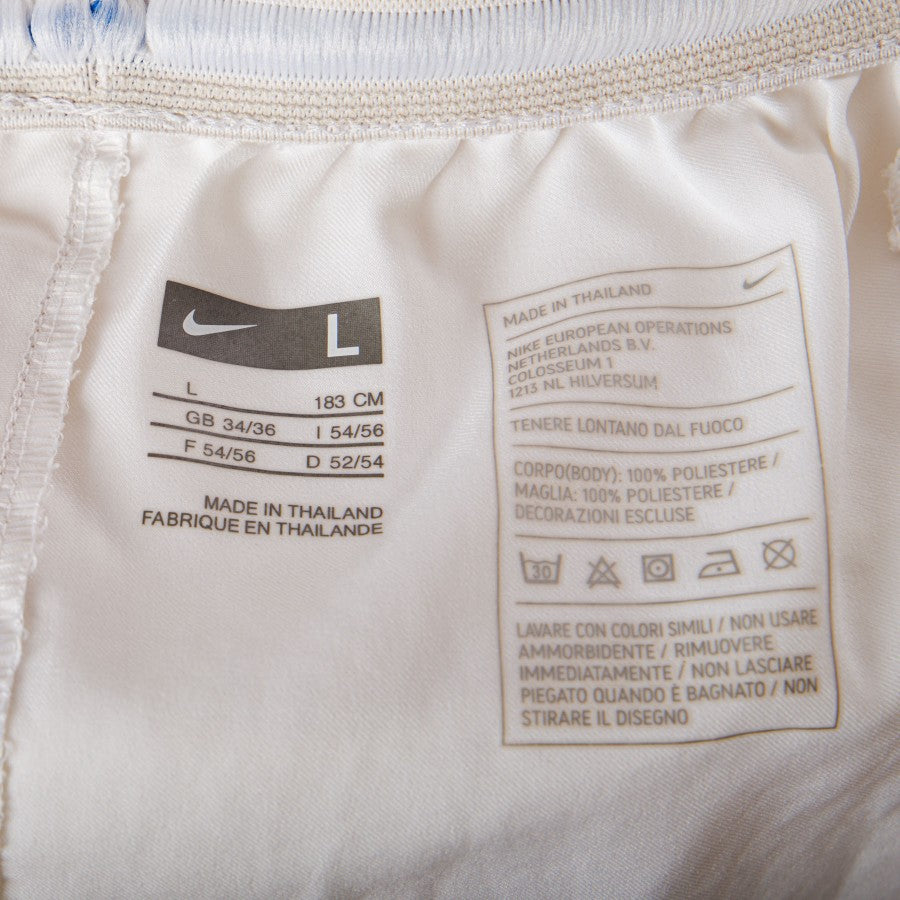 L
L 183 CM
GB 34/36 I 54/56
F 54/56 D 52/54
MADE IN THAILAND
FABRIQUE EN THAILANDE
MADE IN THAILAND
NIKE EUROPEAN OPERATIONS
NETHERLANDS B.V.
COLOSSEUM 1
1213 NL HILVERSUM
TENERE LONTANO DAL FUOCO
CORPO(BODY): 100% POLIESTERE /
MAGLIA: 100% POLIESTERE /
DECORAZIONI ESCLUSE
30
LAVARE CON COLORI SIMILI / NON USARE
AMMORBIDENTE / RIMUOVERE
IMMEDIATAMENTE / NON LASCIARE
PIEGATO QUANDO È BAGNATO / NON
STIRARE IL DISEGNO